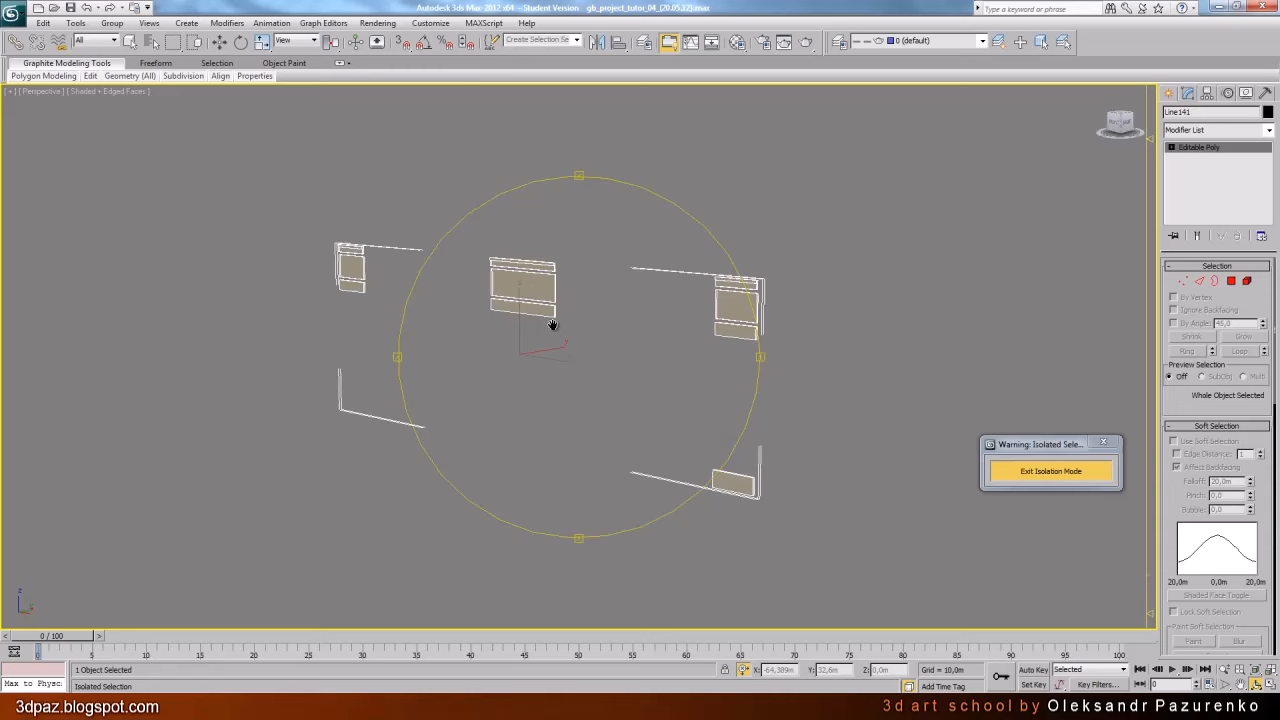 Autodesk 3ds Max 2012 x64 - Student Version gb_project_tutor_04_(20.05.12).max
Type a keyword or phrase
Edit Tools Group Views Create Modifiers Animation Graph Editors Rendering Customize MAXScript Help
All View Create Selection Se 0 (default)
Graphite Modeling Tools Freeform Selection Object Paint
Polygon Modeling Edit Geometry (All) Subdivision Align Properties
[ + ] [ Perspective ] [ Shaded + Edged Faces ]
Line141
Modifier List
Editable Poly
Selection
By Vertex
Ignore Backfacing
By Angle: 45,0
Shrink Grow
Ring Loop
Preview Selection
Off SubObj Multi
Whole Object Selected
Soft Selection
Use Soft Selection
Edge Distance: 1
Affect Backfacing
Falloff: 20,0m
Pinch: 0,0
Bubble: 0,0
20,0m 0,0m 20,0m
Shaded Face Toggle
Lock Soft Selection
Paint Soft Selection
Paint Blur
Warning: Isolated Sele...
Exit Isolation Mode
z
0 / 100
0 5 10 15 20 25 30 35 40 45 50 55 60 65 70 75 80 85 90 95 100
1 Object Selected X: -64,389m Y: 32,6m Z: 0,0m Grid = 10,0m Auto Key Selected
Max to Physc Isolated Selection Add Time Tag Set Key Key Filters... 0
3dpaz.blogspot.com
3d art school by Oleksandr Pazurenko